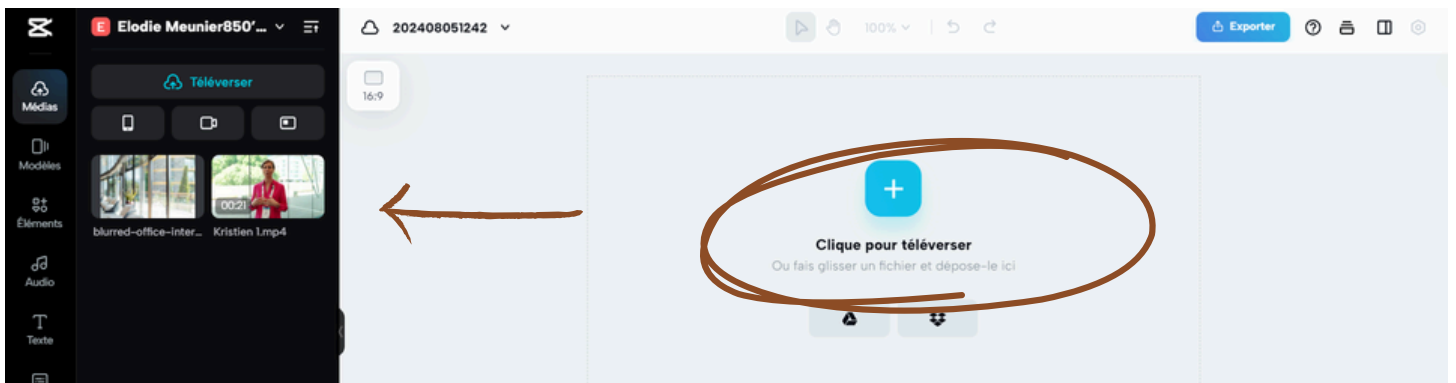 E Elodie Meunier850'...
202408051242
100%
Exporter
Téléverser
16:9
Médias
Modèles
Éléments
Audio
Texte
00:21
blurred-office-inter... Kristien 1.mp4
Clique pour téléverser
Ou fais glisser un fichier et dépose-le ici